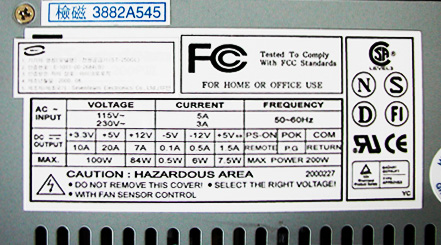 檢磁 3882A545
FC
Tested To Comply
With FCC Standards
FOR HOME OR OFFICE USE
LEVEL 3
N S
D FI
AC ~ INPUT VOLTAGE CURRENT FREQUENCY
115V~ 5A 50~60Hz
230V~ 3A
DC OUTPUT +3.3V +5V +12V -5V -12V +5V PS-ON POK COM
10A 20A 7A 0.1A 0.5A 1.5A REMOTE P.G RETURN
MAX. 100W 84W 0.5W 6W 7.5W MAX POWER 200W
CAUTION : HAZARDOUS AREA 2000227
• DO NOT REMOVE THIS COVER! • SELECT THE RIGHT VOLTAGE!
• WITH FAN SENSOR CONTROL
CE
YC